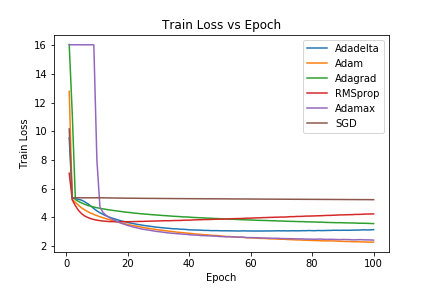 Train Loss vs Epoch
16
14
12
10
8
6
4
2
Train Loss
Adadelta
Adam
Adagrad
RMSprop
Adamax
SGD
0
20
40
60
80
100
Epoch